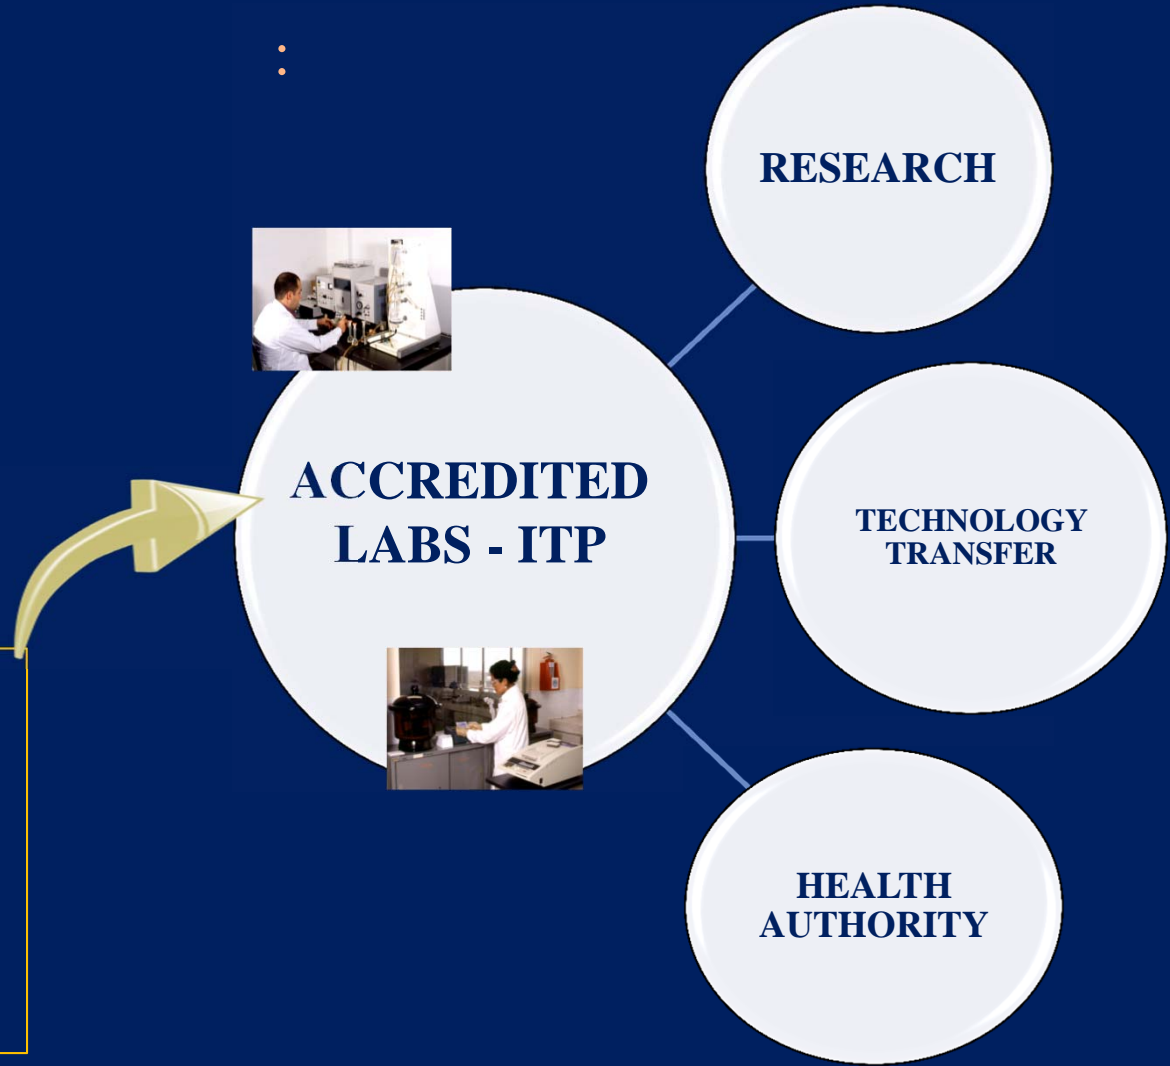 :
:
RESEARCH
ACCREDITED
LABS - ITP
TECHNOLOGY
TRANSFER
HEALTH
AUTHORITY